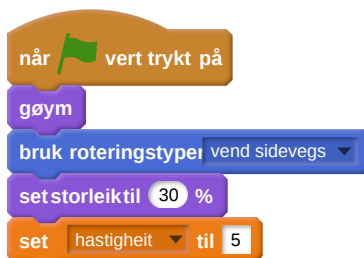 når vert trykt på
gøym
bruk roteringstypen vend sidevegs
set storleik til 30 %
set hastigheit til 5